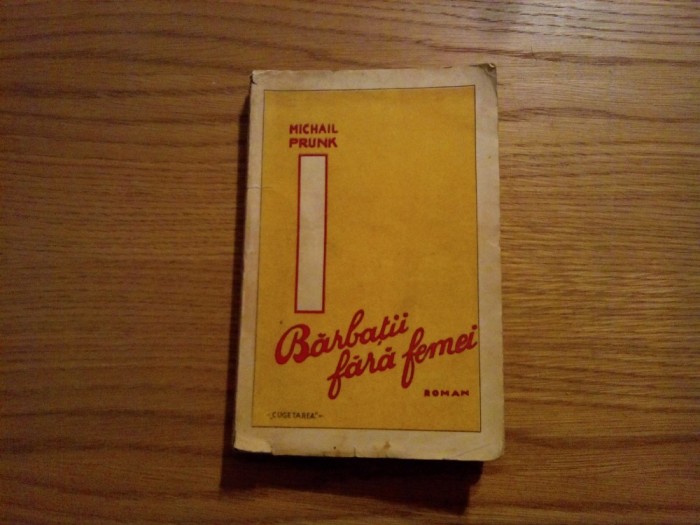 MICHAIL
PRUNK
Bărbații
fără femei
ROMAN
-„CUGETAREA”-